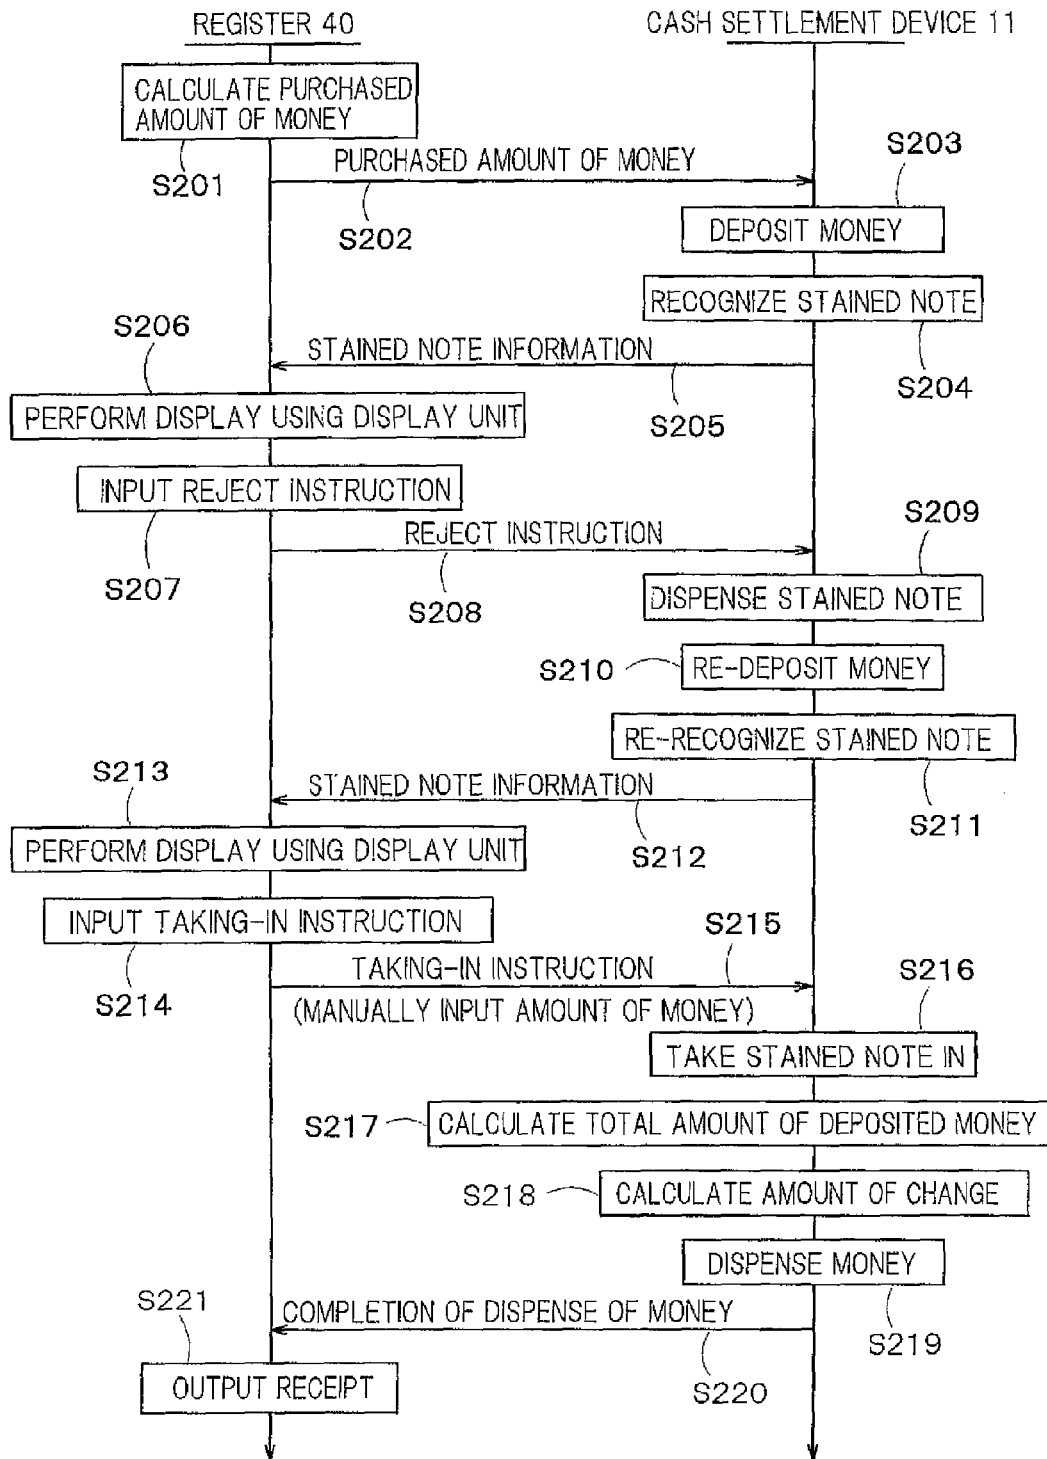 REGISTER 40
CASH SETTLEMENT DEVICE 11
CALCULATE PURCHASED
AMOUNT OF MONEY
S201
PURCHASED AMOUNT OF MONEY
S202
S203
DEPOSIT MONEY
RECOGNIZE STAINED NOTE
S204
S206
STAINED NOTE INFORMATION
S205
PERFORM DISPLAY USING DISPLAY UNIT
INPUT REJECT INSTRUCTION
S207
REJECT INSTRUCTION
S208
S209
DISPENSE STAINED NOTE
S210
RE-DEPOSIT MONEY
RE-RECOGNIZE STAINED NOTE
S211
S213
STAINED NOTE INFORMATION
S212
PERFORM DISPLAY USING DISPLAY UNIT
INPUT TAKING-IN INSTRUCTION
S214
TAKING-IN INSTRUCTION
S215
(MANUALLY INPUT AMOUNT OF MONEY)
S216
TAKE STAINED NOTE IN
S217
CALCULATE TOTAL AMOUNT OF DEPOSITED MONEY
S218
CALCULATE AMOUNT OF CHANGE
DISPENSE MONEY
S219
S221
COMPLETION OF DISPENSE OF MONEY
S220
OUTPUT RECEIPT